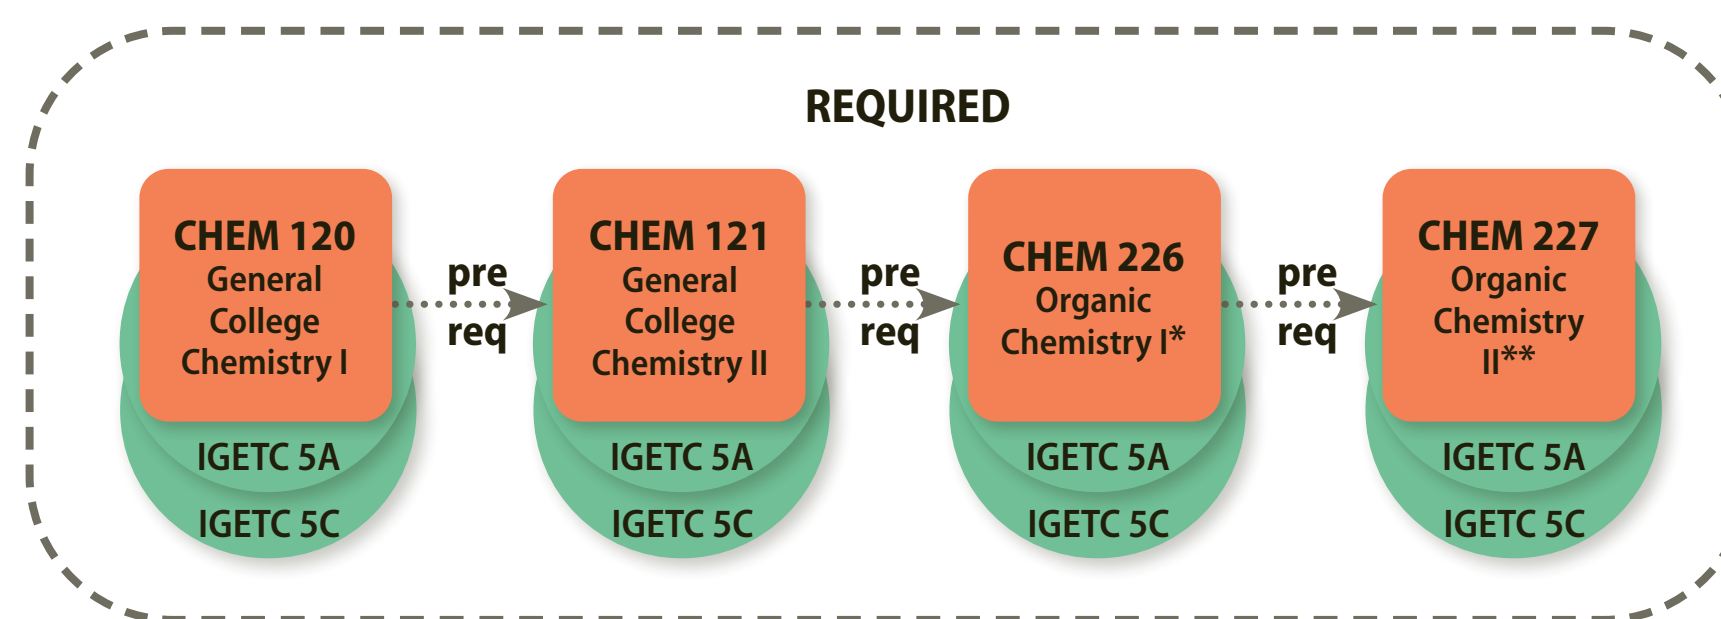 REQUIRED
CHEM 120
General
College
Chemistry I
IGETC 5A
IGETC 5C
pre
req
CHEM 121
General
College
Chemistry II
IGETC 5A
IGETC 5C
pre
req
CHEM 226
Organic
Chemistry I*
IGETC 5A
IGETC 5C
pre
req
CHEM 227
Organic
Chemistry
II**
IGETC 5A
IGETC 5C